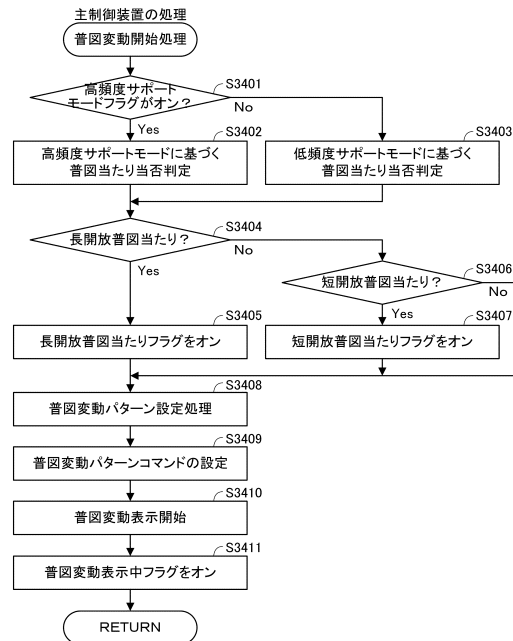 主制御装置の処理
普図変動開始処理
高頻度サポート
モードフラグがオン?
S3401
No
Yes
S3402
高頻度サポートモードに基づく
普図当たり当否判定
S3403
低頻度サポートモードに基づく
普図当たり当否判定
長開放普図当たり?
S3404
No
Yes
短開放普図当たり?
S3406
No
Yes
S3405
長開放普図当たりフラグをオン
S3407
短開放普図当たりフラグをオン
S3408
普図変動パターン設定処理
S3409
普図変動パターンコマンドの設定
S3410
普図変動表示開始
S3411
普図変動表示中フラグをオン
RETURN